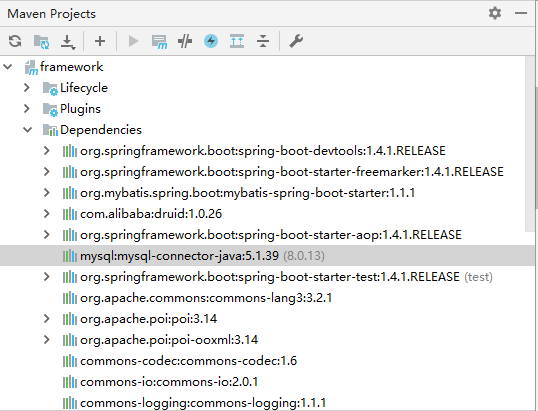 Maven Projects
framework
Lifecycle
Plugins
Dependencies
org.springframework.boot:spring-boot-devtools:1.4.1.RELEASE
org.springframework.boot:spring-boot-starter-freemarker:1.4.1.RELEASE
org.mybatis.spring.boot:mybatis-spring-boot-starter:1.1.1
com.alibaba:druid:1.0.26
org.springframework.boot:spring-boot-starter-aop:1.4.1.RELEASE
mysql:mysql-connector-java:5.1.39 (8.0.13)
org.springframework.boot:spring-boot-starter-test:1.4.1.RELEASE (test)
org.apache.commons:commons-lang3:3.2.1
org.apache.poi:poi:3.14
org.apache.poi:poi-ooxml:3.14
commons-codec:commons-codec:1.6
commons-io:commons-io:2.0.1
commons-logging:commons-logging:1.1.1